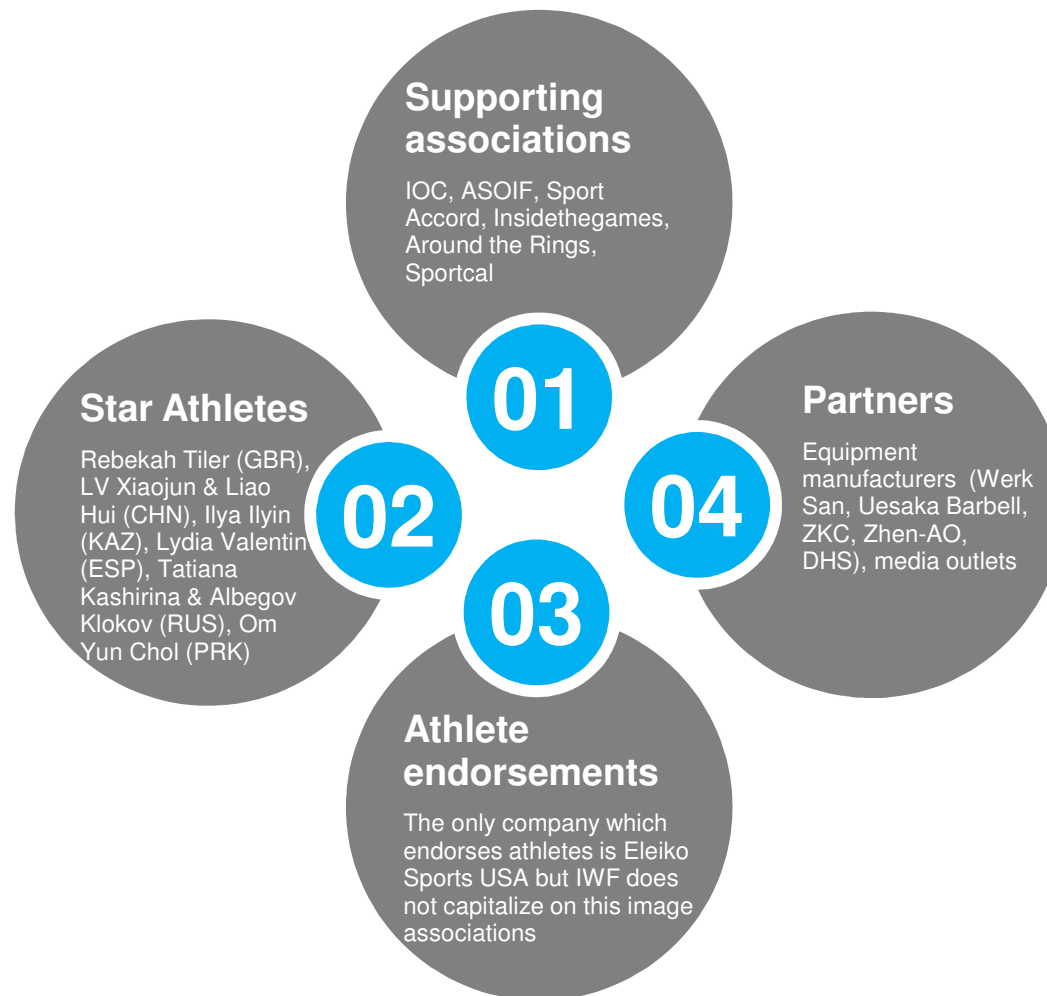 Supporting
associations
IOC, ASOIF, Sport
Accord, Insidethegames,
Around the Rings,
Sportcal
01
Star Athletes
Rebekah Tiler (GBR),
LV Xiaojun & Liao
Hui (CHN), Ilya Ilyin
(KAZ), Lydia Valentin
(ESP), Tatiana
Kashirina & Albegov
Klokov (RUS), Om
Yun Chol (PRK)
02
03
Athlete
endorsements
The only company which
endorses athletes is Eleiko
Sports USA but IWF does
not capitalize on this image
associations
04
Partners
Equipment
manufacturers (Werk
San, Uesaka Barbell,
ZKC, Zhen-AO,
DHS), media outlets